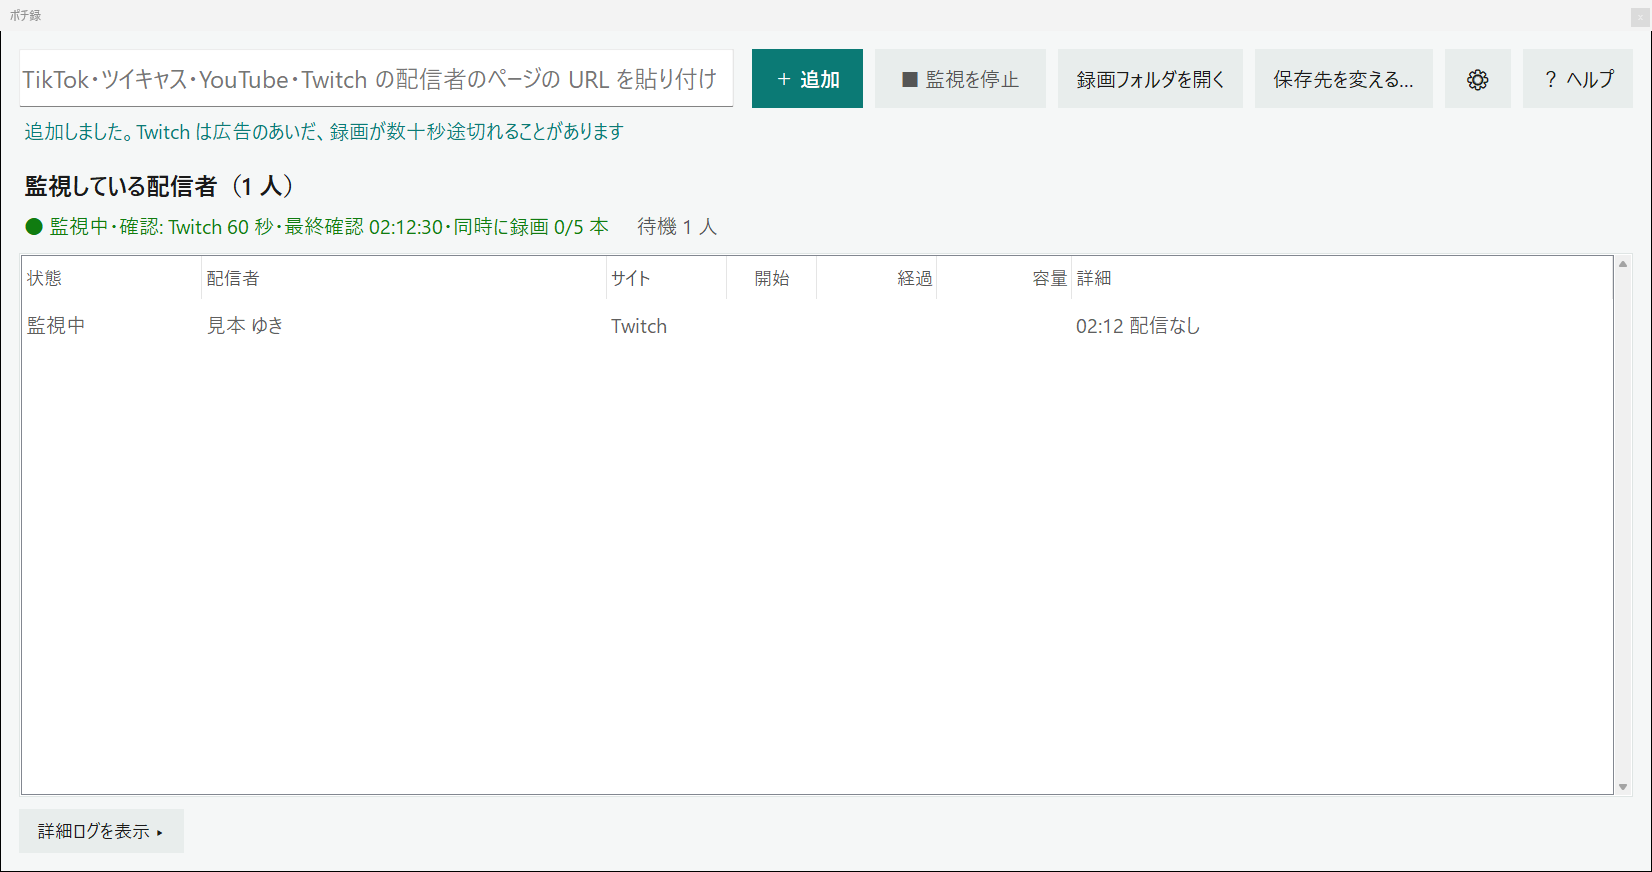 ポチ録
TikTok・ツイキャス・YouTube・Twitch の配信者のページの URL を貼り付け
＋ 追加
■ 監視を停止
録画フォルダを開く
保存先を変える...
? ヘルプ
追加しました。Twitch は広告のあいだ、録画が数十秒途切れることがあります
監視している配信者（1 人）
● 監視中・確認: Twitch 60 秒・最終確認 02:12:30・同時に録画 0/5 本 待機 1 人
状態 配信者 サイト 開始 経過 容量 詳細
監視中 見本 ゆき Twitch 02:12 配信なし
詳細ログを表示 ▸